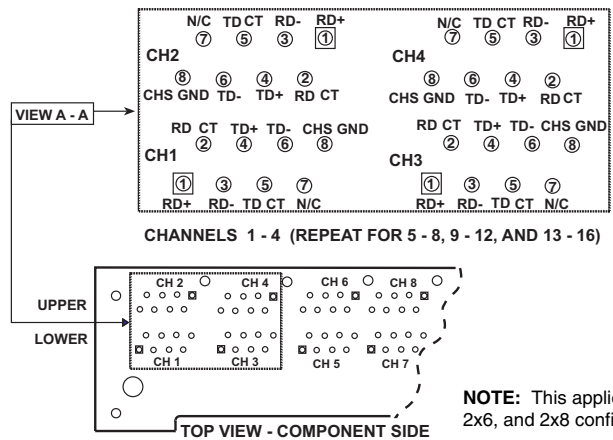 N/C TD CT RD- RD+ N/C TD CT RD- RD+
7 5 3 1 7 5 3 1
CH2 CH4
8 6 4 2 8 6 4 2
CHS GND TD- TD+ RD CT CHS GND TD- TD+ RD CT
VIEW A - A
RD CT TD+ TD- CHS GND RD CT TD+ TD- CHS GND
2 4 6 8 2 4 6 8
CH1 CH3
1 3 5 7 1 3 5 7
RD+ RD- TD CT N/C RD+ RD- TD CT N/C
CHANNELS 1 - 4 (REPEAT FOR 5 - 8, 9 - 12, AND 13 - 16)
CH 2 CH 4 CH 6 CH 8
UPPER
LOWER
CH 1 CH 3 CH 5 CH 7
NOTE: This applie
2x6, and 2x8 confi
TOP VIEW - COMPONENT SIDE